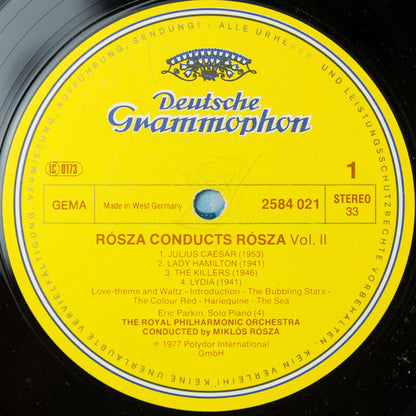 VERMIETUNG, AUFFÜHRUNG, SENDUNG! - ALLE URHEBER- UND LEISTUNGSSCHUTZRECHTE VORBEHALTEN. KEIN VERLEIH! KEINE UNERLAUBTE VERVIELFÄLTIGUNG,
Deutsche
Grammophon
LC 0173
1
GEMA
Made in West Germany
2584 021
STEREO
33
RÓSZA CONDUCTS RÓSZA Vol. II
1. JULIUS CAESAR (1953)
2. LADY HAMILTON (1941)
3. THE KILLERS (1946)
4. LYDIA (1941)
Love-theme and Waltz - Introduction - The Bubbling Stars -
The Colour Red - Harlequine - The Sea
Eric Parkin, Solo Piano (4)
THE ROYAL PHILHARMONIC ORCHESTRA
CONDUCTED by MIKLÓS RÓSZA
℗ 1977 Polydor International
GmbH